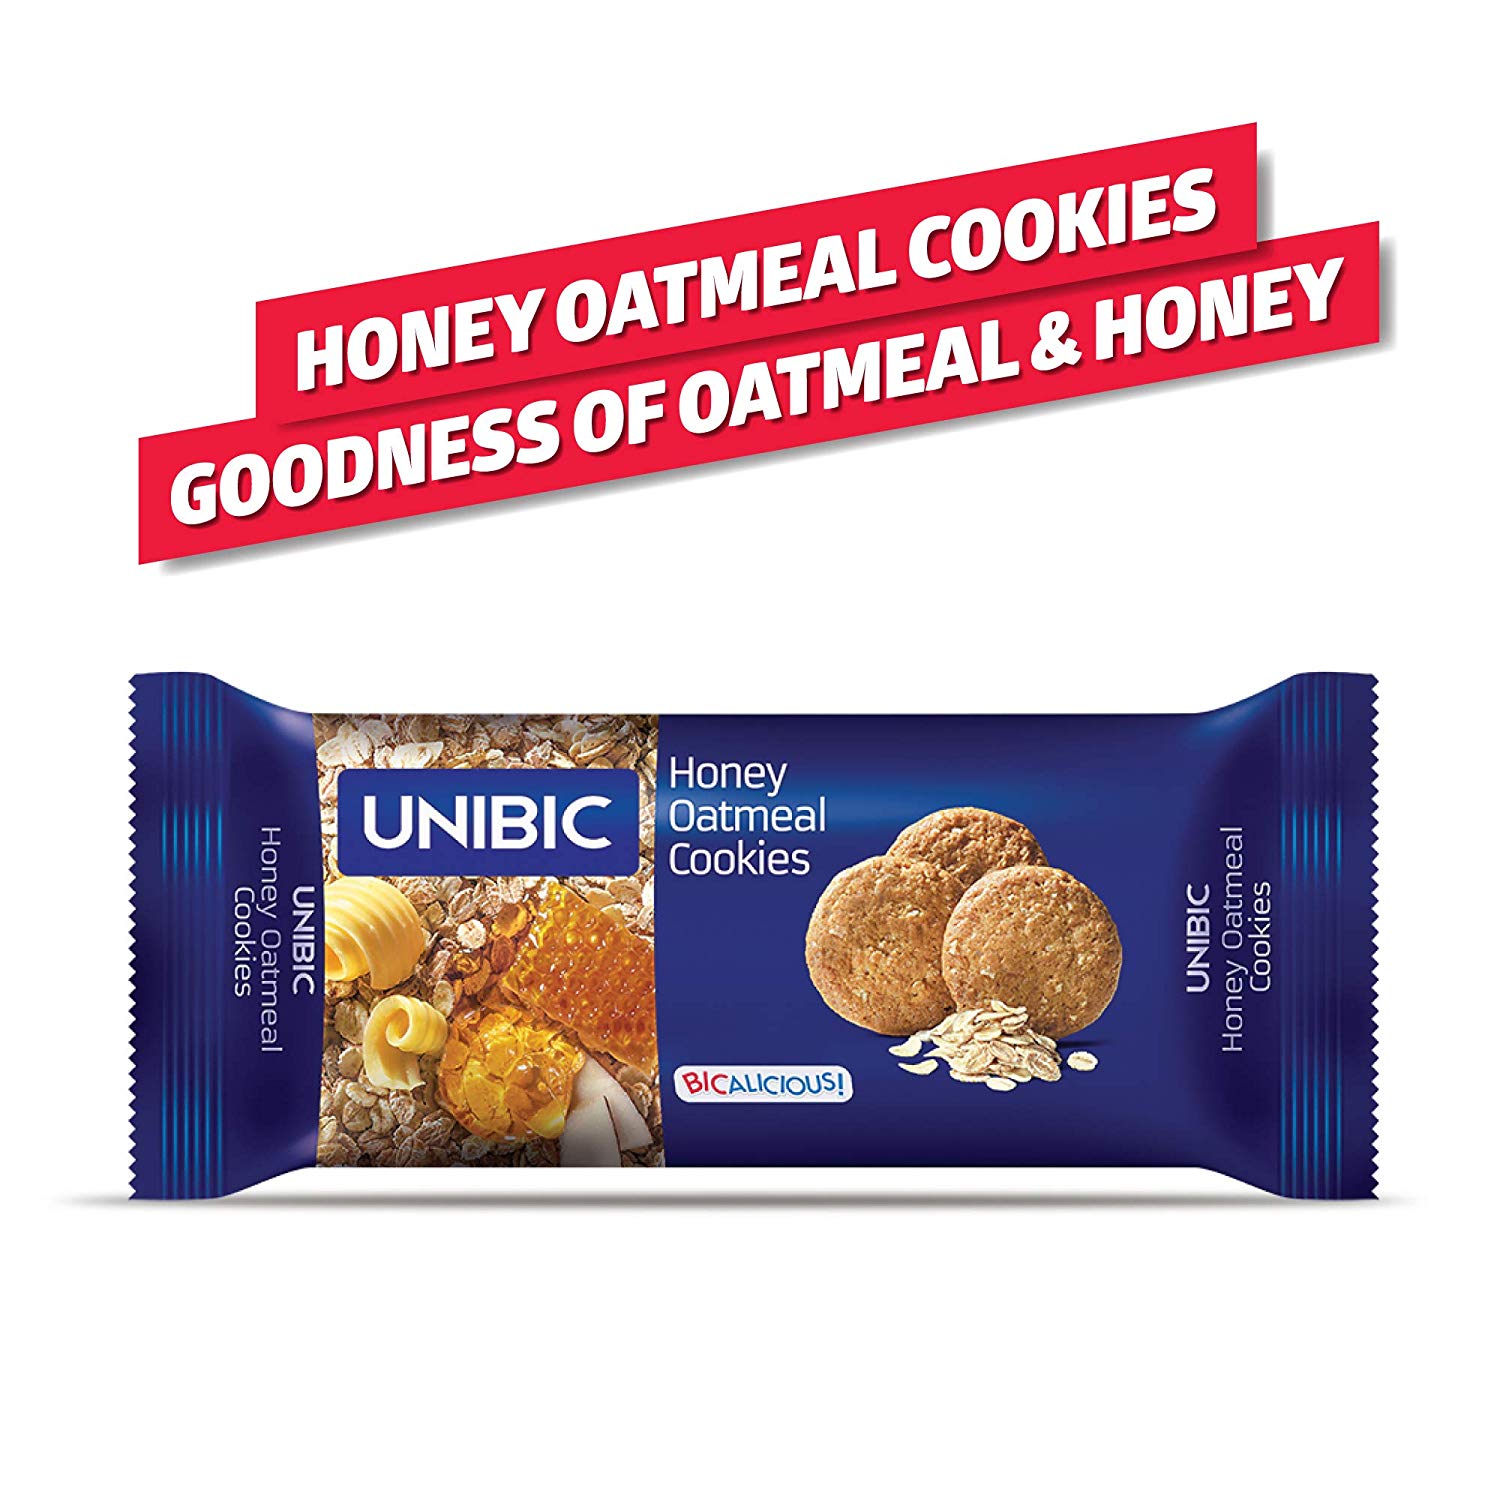 HONEY OATMEAL COOKIES
GOODNESS OF OATMEAL & HONEY
UNIBIC
Honey
Oatmeal
Cookies
BICALICIOUS!
UNIBIC
Honey Oatmeal
Cookies
UNIBIC
Honey Oatmeal
Cookies